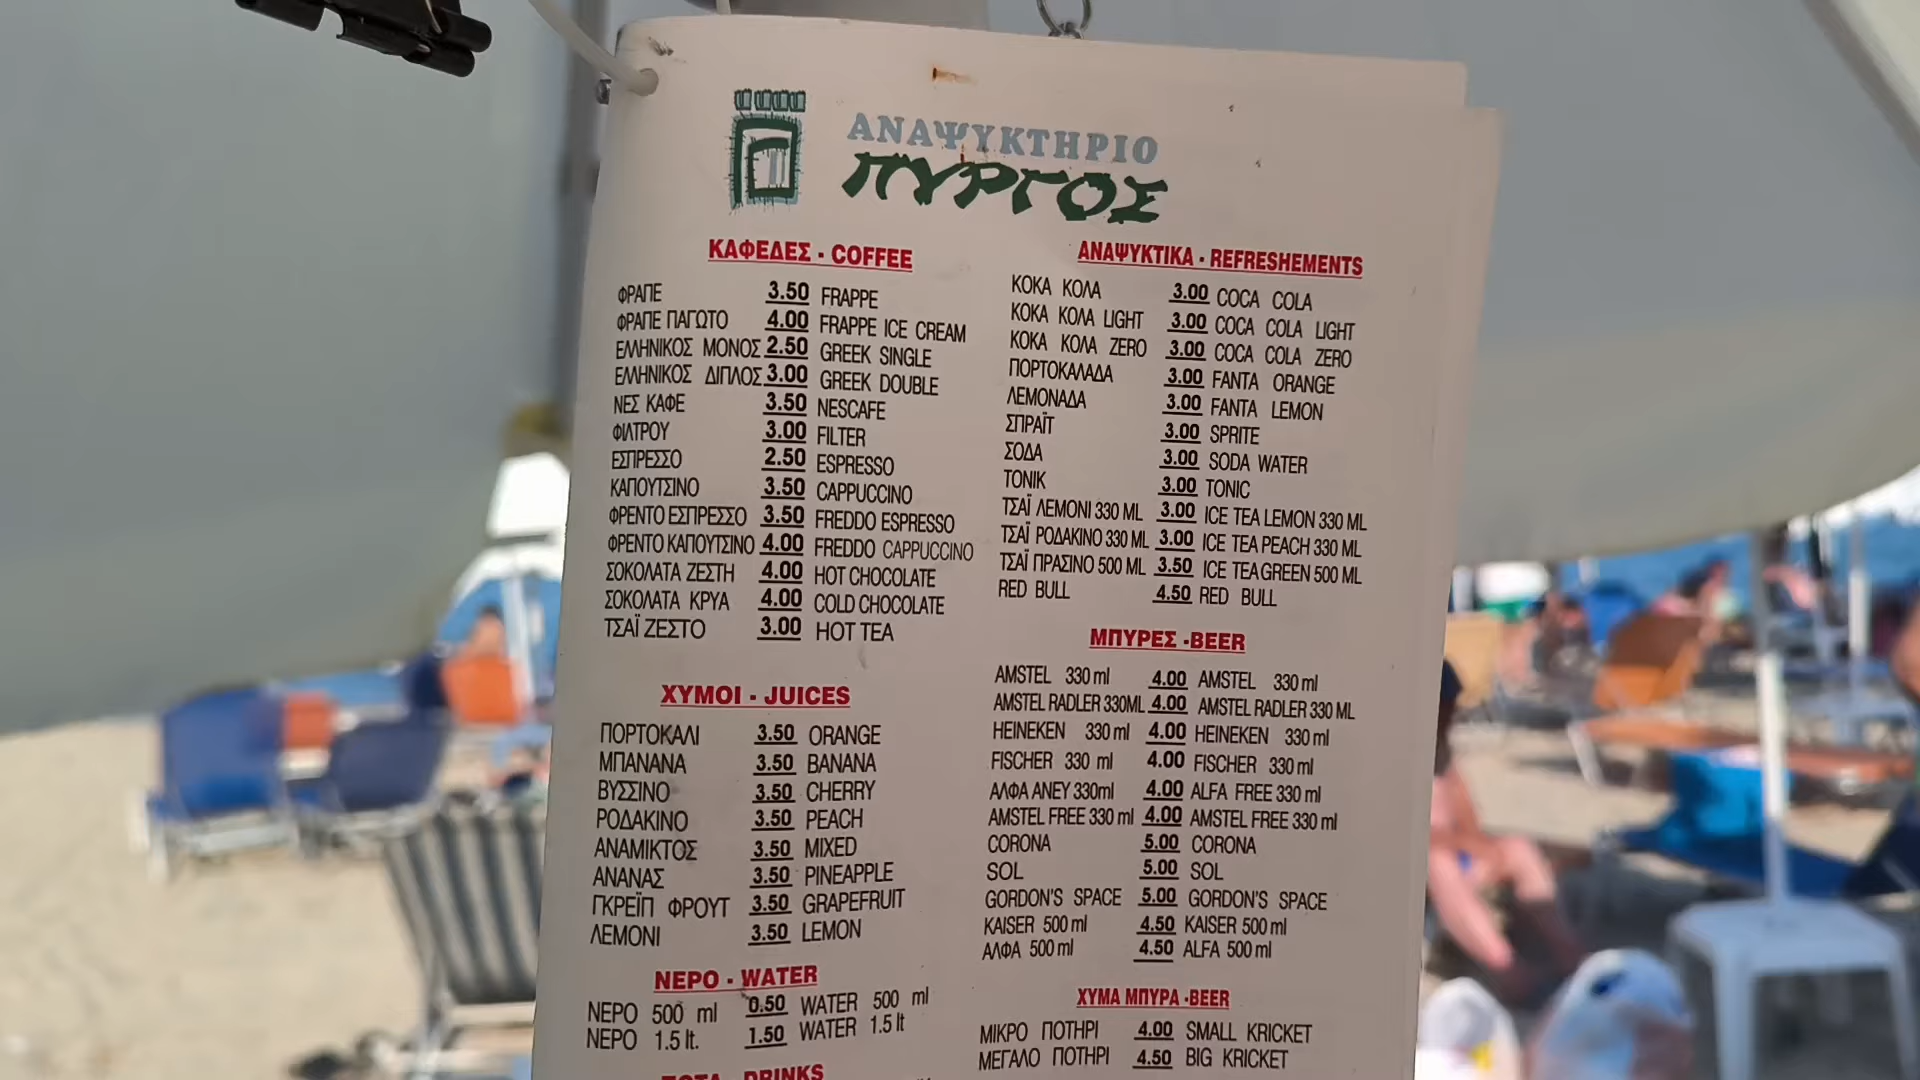 ΑΝΑΨΥΚΤΗΡΙΟ
ΠΥΡΓΟΣ
ΚΑΦΕΔΕΣ - COFFEE
ΦΡΑΠΕ 3.50 FRAPPE
ΦΡΑΠΕ ΠΑΓΩΤΟ 4.00 FRAPPE ICE CREAM
ΕΛΛΗΝΙΚΟΣ ΜΟΝΟΣ 2.50 GREEK SINGLE
ΕΛΛΗΝΙΚΟΣ ΔΙΠΛΟΣ 3.00 GREEK DOUBLE
ΝΕΣ ΚΑΦΕ 3.50 NESCAFE
ΦΙΛΤΡΟΥ 3.00 FILTER
ΕΣΠΡΕΣΣΟ 2.50 ESPRESSO
ΚΑΠΟΥΤΣΙΝΟ 3.50 CAPPUCCINO
ΦΡΕΝΤΟ ΕΣΠΡΕΣΣΟ 3.50 FREDDO ESPRESSO
ΦΡΕΝΤΟ ΚΑΠΟΥΤΣΙΝΟ 4.00 FREDDO CAPPUCCINO
ΣΟΚΟΛΑΤΑ ΖΕΣΤΗ 4.00 HOT CHOCOLATE
ΣΟΚΟΛΑΤΑ ΚΡΥΑ 4.00 COLD CHOCOLATE
ΤΣΑΪ ΖΕΣΤΟ 3.00 HOT TEA
ΧΥΜΟΙ - JUICES
ΠΟΡΤΟΚΑΛΙ 3.50 ORANGE
ΜΠΑΝΑΝΑ 3.50 BANANA
ΒΥΣΣΙΝΟ 3.50 CHERRY
ΡΟΔΑΚΙΝΟ 3.50 PEACH
ΑΝΑΜΙΚΤΟΣ 3.50 MIXED
ΑΝΑΝΑΣ 3.50 PINEAPPLE
ΓΚΡΕΪΠ ΦΡΟΥΤ 3.50 GRAPEFRUIT
ΛΕΜΟΝΙ 3.50 LEMON
ΝΕΡΟ - WATER
ΝΕΡΟ 500 ml 0.50 WATER 500 ml
ΝΕΡΟ 1.5 lt. 1.50 WATER 1.5 lt
ΠΟΤΑ - DRINKS
ΑΝΑΨΥΚΤΙΚΑ - REFRESHEMENTS
ΚΟΚΑ ΚΟΛΑ 3.00 COCA COLA
ΚΟΚΑ ΚΟΛΑ LIGHT 3.00 COCA COLA LIGHT
ΚΟΚΑ ΚΟΛΑ ZERO 3.00 COCA COLA ZERO
ΠΟΡΤΟΚΑΛΑΔΑ 3.00 FANTA ORANGE
ΛΕΜΟΝΑΔΑ 3.00 FANTA LEMON
ΣΠΡΑΪΤ 3.00 SPRITE
ΣΟΔΑ 3.00 SODA WATER
ΤΟΝΙΚ 3.00 TONIC
ΤΣΑΪ ΛΕΜΟΝΙ 330 ML 3.00 ICE TEA LEMON 330 ML
ΤΣΑΪ ΡΟΔΑΚΙΝΟ 330 ML 3.00 ICE TEA PEACH 330 ML
ΤΣΑΪ ΠΡΑΣΙΝΟ 500 ML 3.50 ICE TEA GREEN 500 ML
RED BULL 4.50 RED BULL
ΜΠΥΡΕΣ -BEER
AMSTEL 330 ml 4.00 AMSTEL 330 ml
AMSTEL RADLER 330ML 4.00 AMSTEL RADLER 330 ML
HEINEKEN 330 ml 4.00 HEINEKEN 330 ml
FISCHER 330 ml 4.00 FISCHER 330 ml
ΑΛΦΑ ΑΝΕΥ 330ml 4.00 ALFA FREE 330 ml
AMSTEL FREE 330 ml 4.00 AMSTEL FREE 330 ml
CORONA 5.00 CORONA
SOL 5.00 SOL
GORDON'S SPACE 5.00 GORDON'S SPACE
KAISER 500 ml 4.50 KAISER 500 ml
ΑΛΦΑ 500 ml 4.50 ALFA 500 ml
ΧΥΜΑ ΜΠΥΡΑ -BEER
ΜΙΚΡΟ ΠΟΤΗΡΙ 4.00 SMALL KRICKET
ΜΕΓΑΛΟ ΠΟΤΗΡΙ 4.50 BIG KRICKET